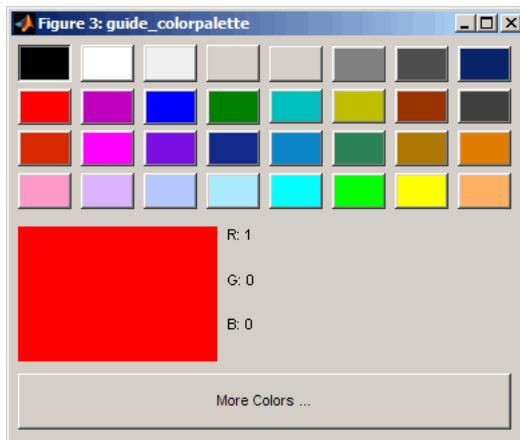 Figure 3: guide_colorpalette
R: 1
G: 0
B: 0
More Colors ...